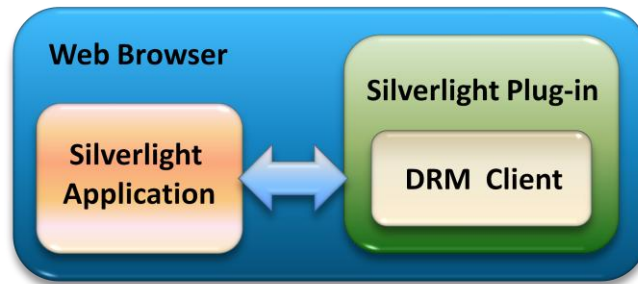 Web Browser
Silverlight Plug-in
Silverlight
Application
DRM Client